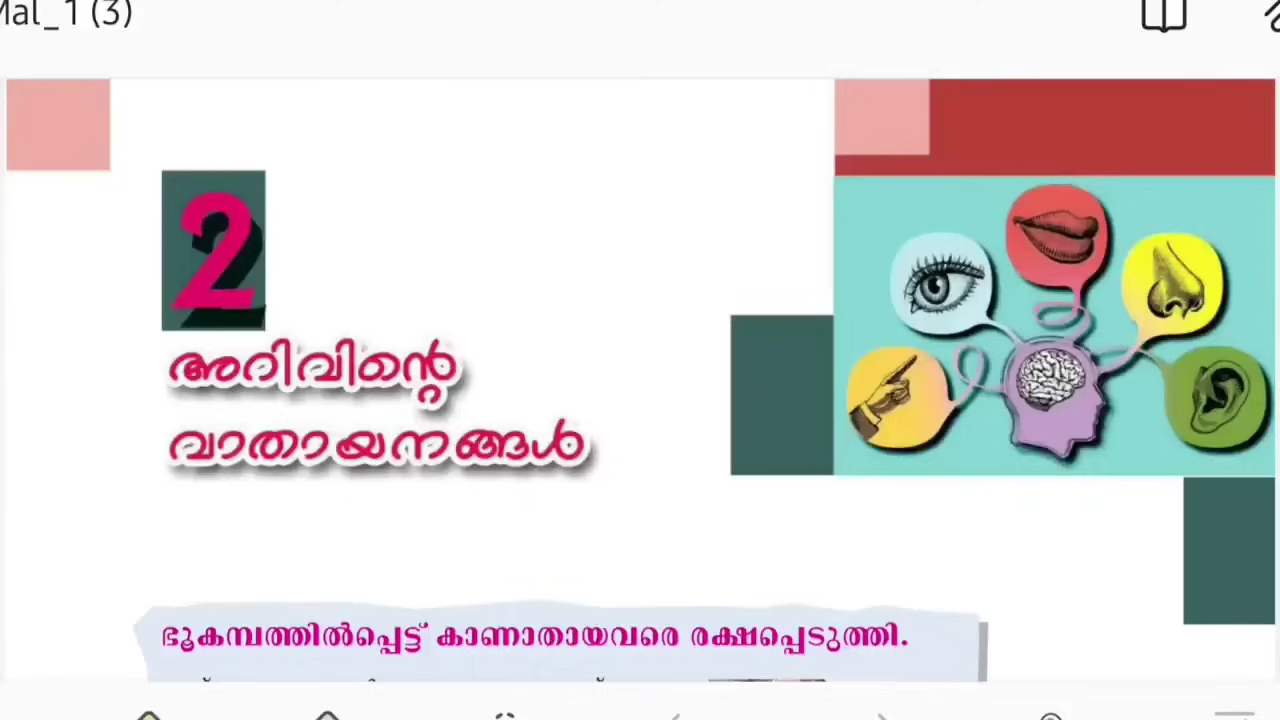 Mal_1 (3)
2
അറിവിന്റെ
വാതായനങ്ങൾ
ഭൂകമ്പത്തിൽപ്പെട്ട് കാണാതായവരെ രക്ഷപ്പെടുത്തി.